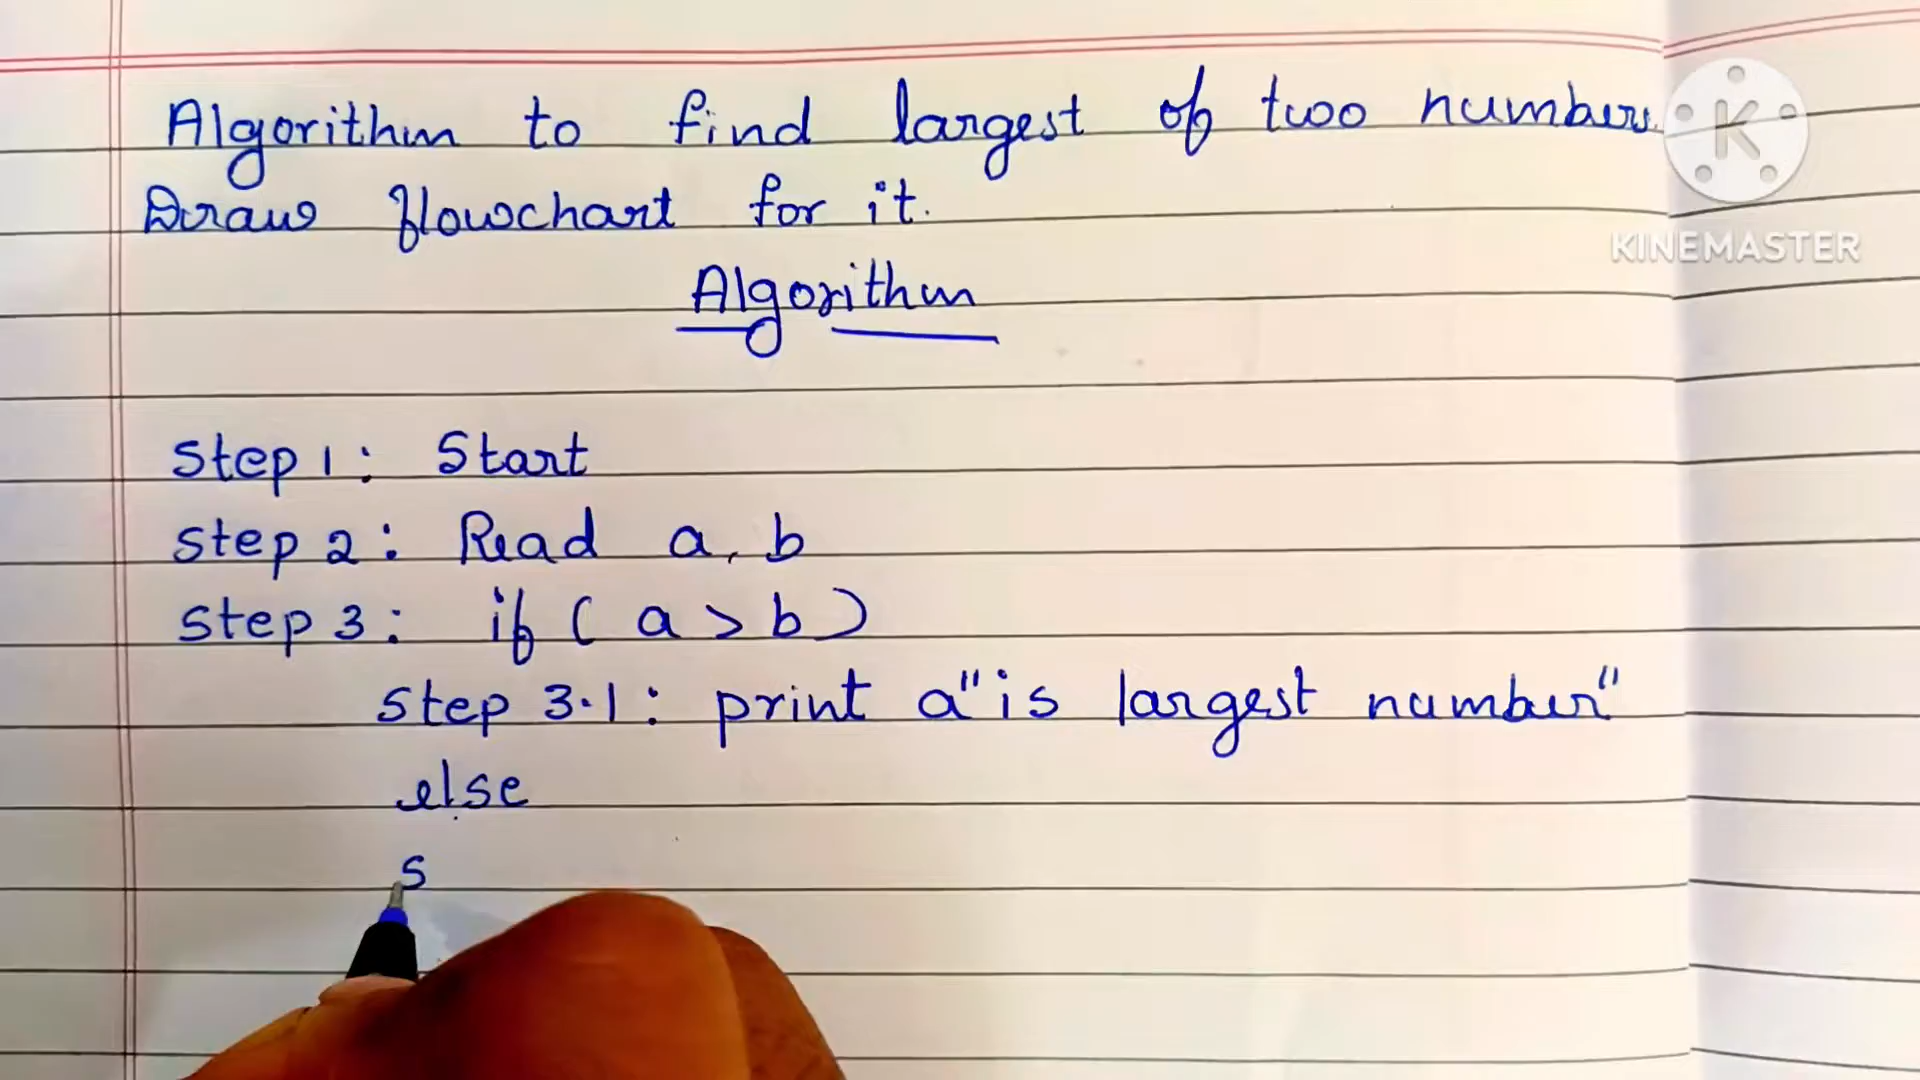 Algorithm to find largest of two numbers.
Draw flowchart for it.
K
KINEMASTER
Algorithm
Step 1: Start
Step 2: Read a, b
Step 3: if ( a > b )
Step 3.1: print a "is largest number"
else
S